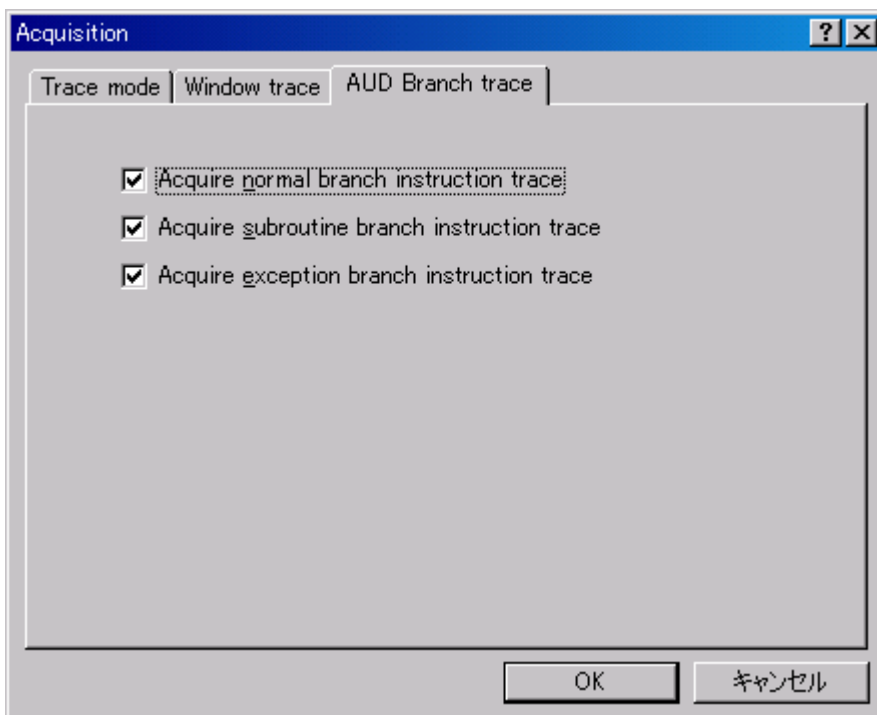 Acquisition
Trace mode Window trace AUD Branch trace
Acquire normal branch instruction trace
Acquire subroutine branch instruction trace
Acquire exception branch instruction trace
OK キャンセル